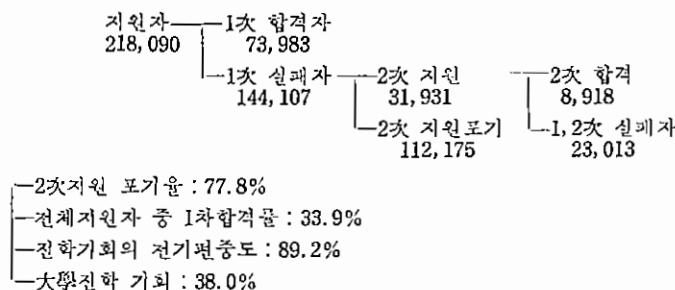 지원자 1次 합격자
218,090 73,983
1次 실패자 2次 지원 2次 합격
144,107 31,931 8,918
2次 지원포기 1,2次 실패자
112,175 23,013
2次지원 포기율 : 77.8%
전체지원자 중 1차합격률 : 33.9%
진학기회의 전기편중도 : 89.2%
大學진학 기회 : 38.0%